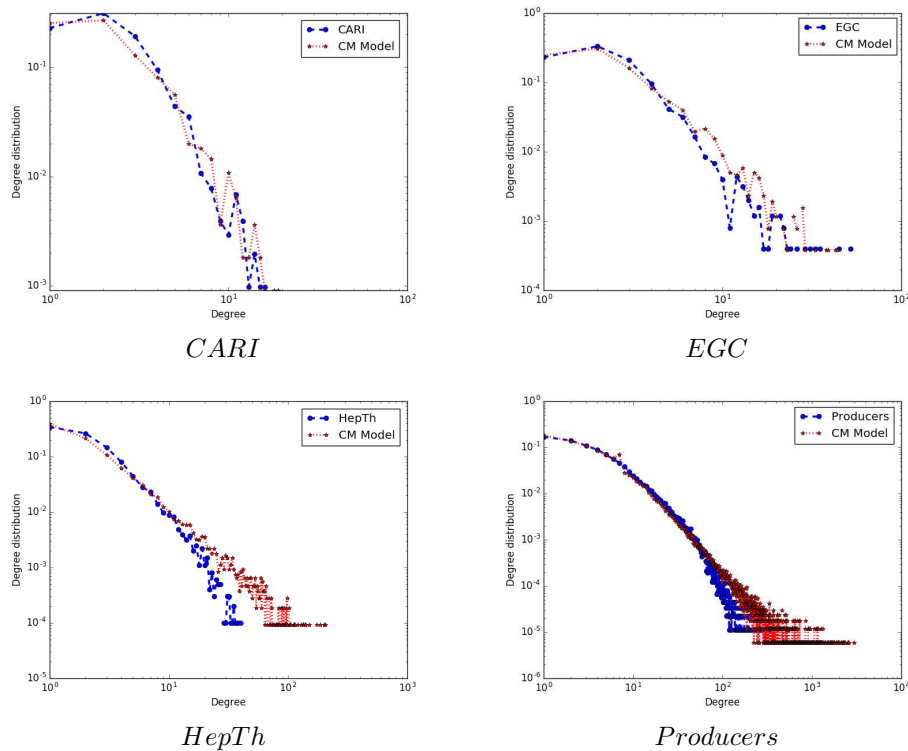 CARI
CM Model
10^{-1}
10^{-2}
10^{-3}
Degree distribution
10^{0}
10^{1}
10^{2}
Degree
CARI
EGC
CM Model
10^{0}
10^{-1}
10^{-2}
10^{-3}
10^{-4}
Degree distribution
10^{0}
10^{1}
10^{2}
Degree
EGC
HepTh
CM Model
10^{0}
10^{-1}
10^{-2}
10^{-3}
10^{-4}
10^{-5}
Degree distribution
10^{0}
10^{1}
10^{2}
10^{3}
Degree
HepTh
Producers
CM Model
10^{0}
10^{-1}
10^{-2}
10^{-3}
10^{-4}
10^{-5}
10^{-6}
Degree distribution
10^{0}
10^{1}
10^{2}
10^{3}
10^{4}
Degree
Producers